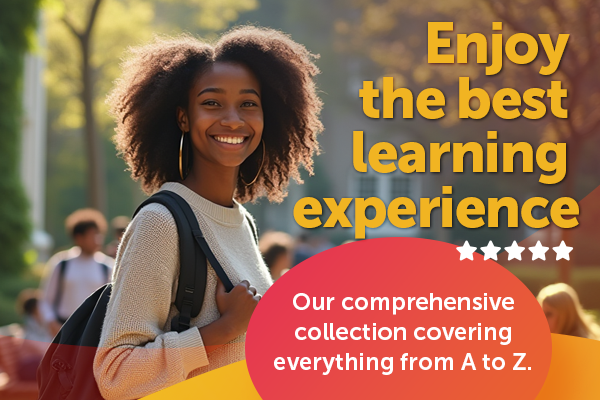 Enjoy
the best
learning
experience
Our comprehensive
collection covering
everything from A to Z.